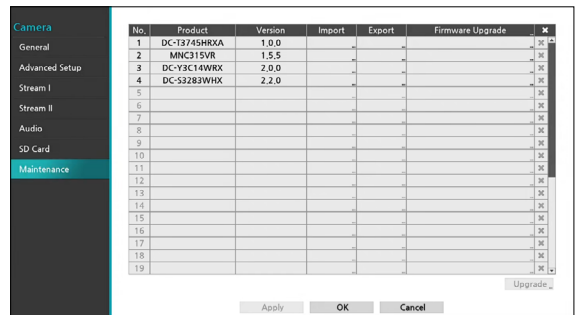 Camera
General
Advanced Setup
Stream I
Stream II
Audio
SD Card
Maintenance
No. Product Version Import Export Firmware Upgrade
1 DC-T3745HRXA 1,0,0
2 MNC315VR 1,5,5
3 DC-Y3C14WRX 2,0,0
4 DC-S3283WHX 2,2,0
5
6
7
8
9
10
11
12
13
14
15
16
17
18
19
Upgrade
Apply OK Cancel